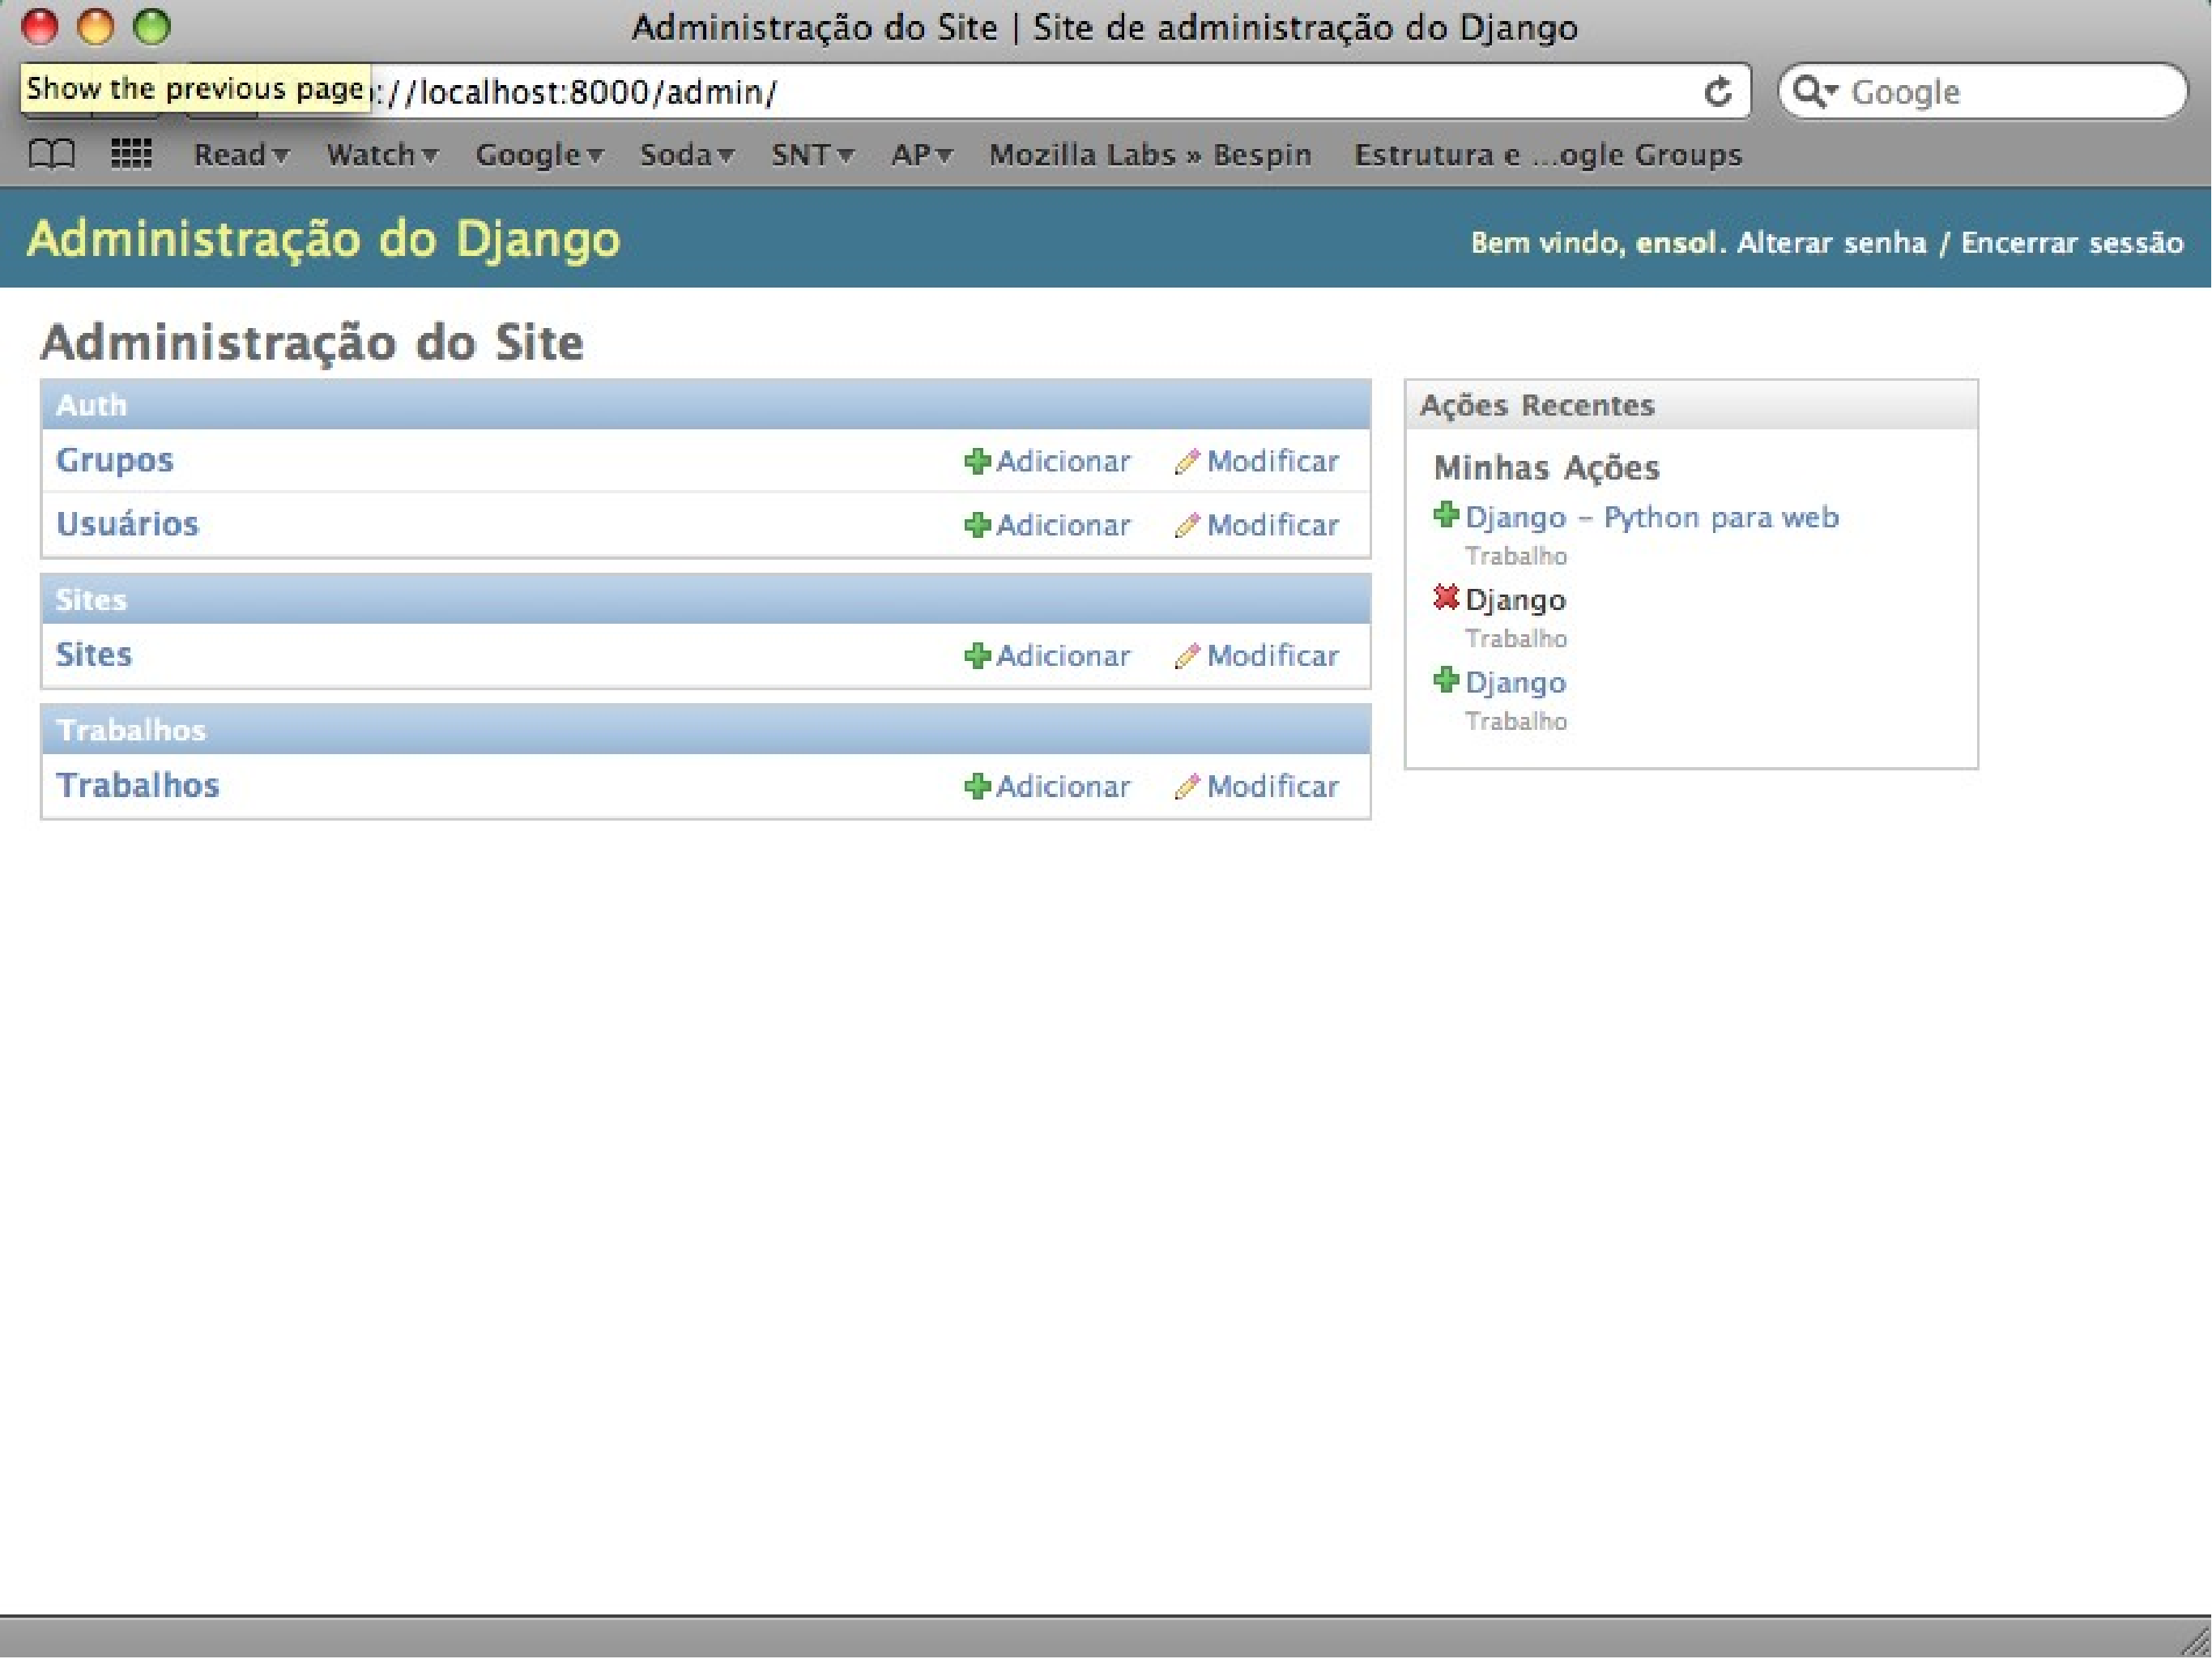 Administração do Site | Site de administração do Django
Show the previous page
://localhost:8000/admin/
Google
Read Watch Google Soda SNT AP Mozilla Labs » Bespin Estrutura e ...ogle Groups
Administração do Django
Bem vindo, ensol. Alterar senha / Encerrar sessão
Administração do Site
Auth
Grupos Adicionar Modificar
Usuários Adicionar Modificar
Sites
Sites Adicionar Modificar
Trabalhos
Trabalhos Adicionar Modificar
Ações Recentes
Minhas Ações
Django – Python para web
Trabalho
Django
Trabalho
Django
Trabalho